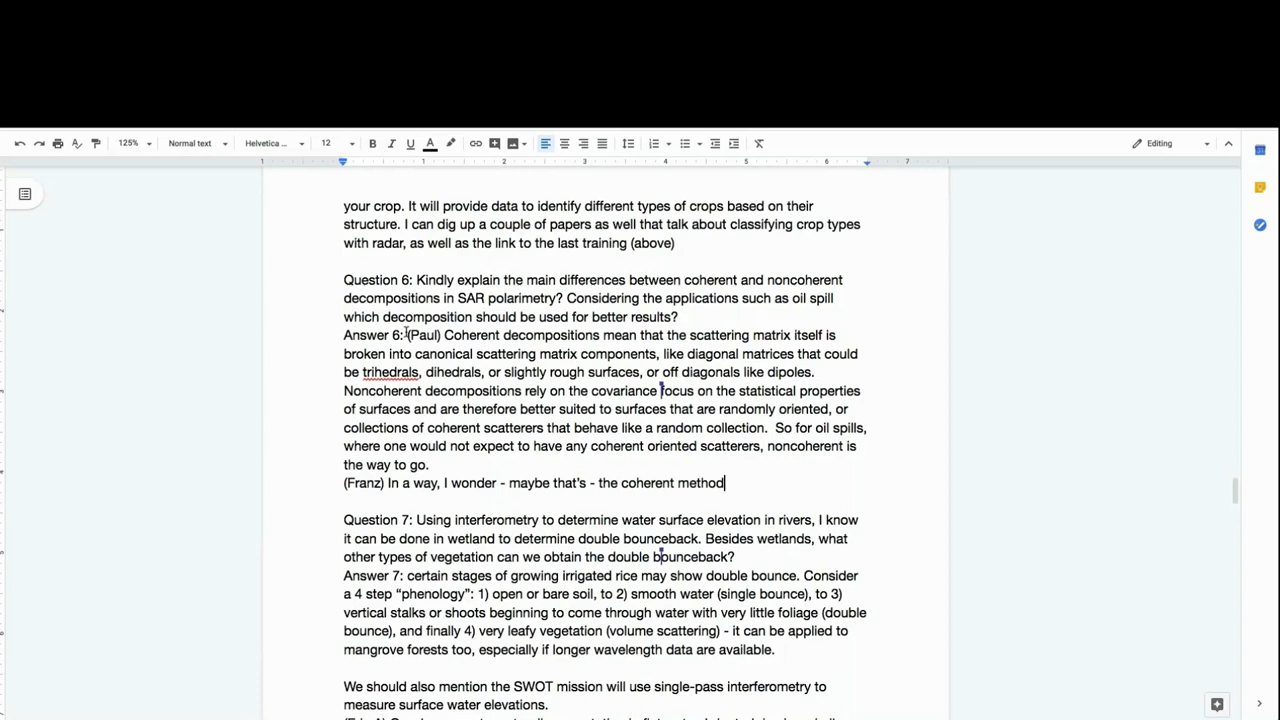 125%
Normal text
Helvetica ...
12
Editing
1 1 2 3 4 5 6 7
your crop. It will provide data to identify different types of crops based on their
structure. I can dig up a couple of papers as well that talk about classifying crop types
with radar, as well as the link to the last training (above)
Question 6: Kindly explain the main differences between coherent and noncoherent
decompositions in SAR polarimetry? Considering the applications such as oil spill
which decomposition should be used for better results?
Answer 6: (Paul) Coherent decompositions mean that the scattering matrix itself is
broken into canonical scattering matrix components, like diagonal matrices that could
be trihedrals, dihedrals, or slightly rough surfaces, or off diagonals like dipoles.
Noncoherent decompositions rely on the covariance focus on the statistical properties
of surfaces and are therefore better suited to surfaces that are randomly oriented, or
collections of coherent scatterers that behave like a random collection.  So for oil spills,
where one would not expect to have any coherent oriented scatterers, noncoherent is
the way to go.
(Franz) In a way, I wonder - maybe that's - the coherent method
Question 7: Using interferometry to determine water surface elevation in rivers, I know
it can be done in wetland to determine double bounceback. Besides wetlands, what
other types of vegetation can we obtain the double bounceback?
Answer 7: certain stages of growing irrigated rice may show double bounce. Consider
a 4 step “phenology”: 1) open or bare soil, to 2) smooth water (single bounce), to 3)
vertical stalks or shoots beginning to come through water with very little foliage (double
bounce), and finally 4) very leafy vegetation (volume scattering) - it can be applied to
mangrove forests too, especially if longer wavelength data are available.
We should also mention the SWOT mission will use single-pass interferometry to
measure surface water elevations.